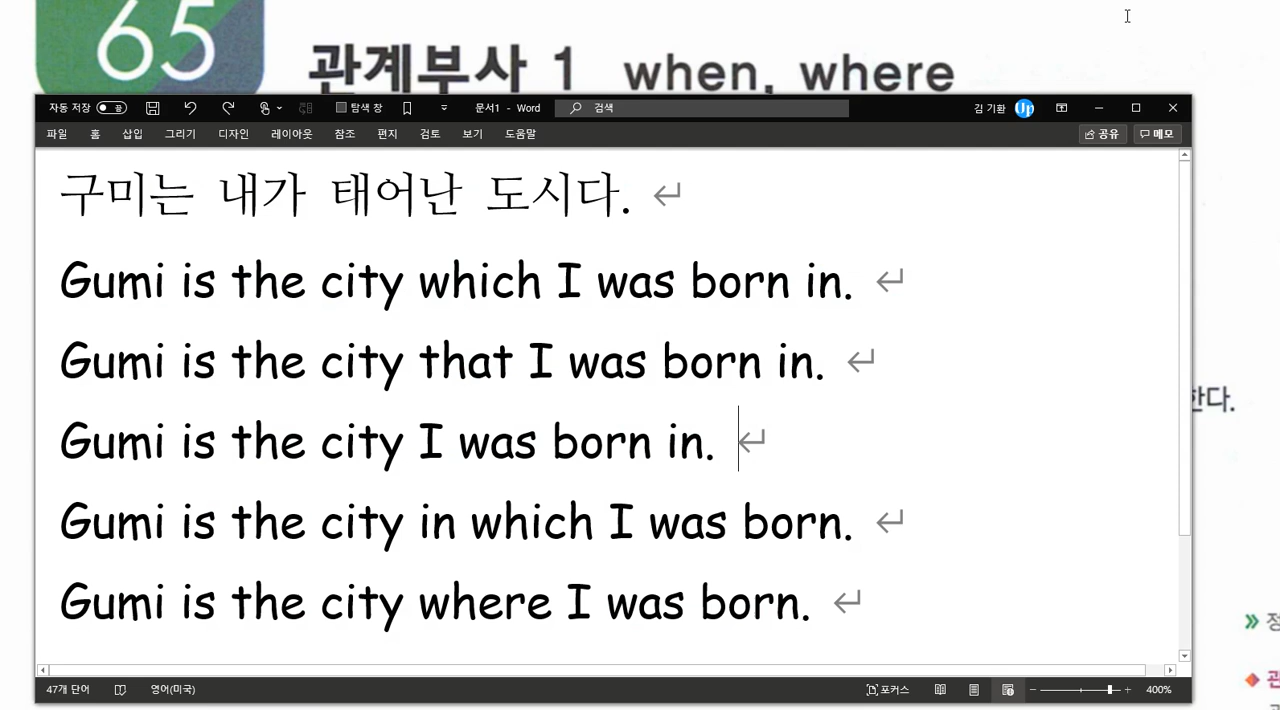 65
관계부사 1 when, where
자동 저장 끔 탐색 창 문서1 - Word 검색 김 기환 Up
파일 홈 삽입 그리기 디자인 레이아웃 참조 편지 검토 보기 도움말 공유 메모
구미는 내가 태어난 도시다.
Gumi is the city which I was born in.
Gumi is the city that I was born in.
한다.
Gumi is the city I was born in.
Gumi is the city in which I was born.
Gumi is the city where I was born.
47개 단어 영어(미국) 포커스 400%